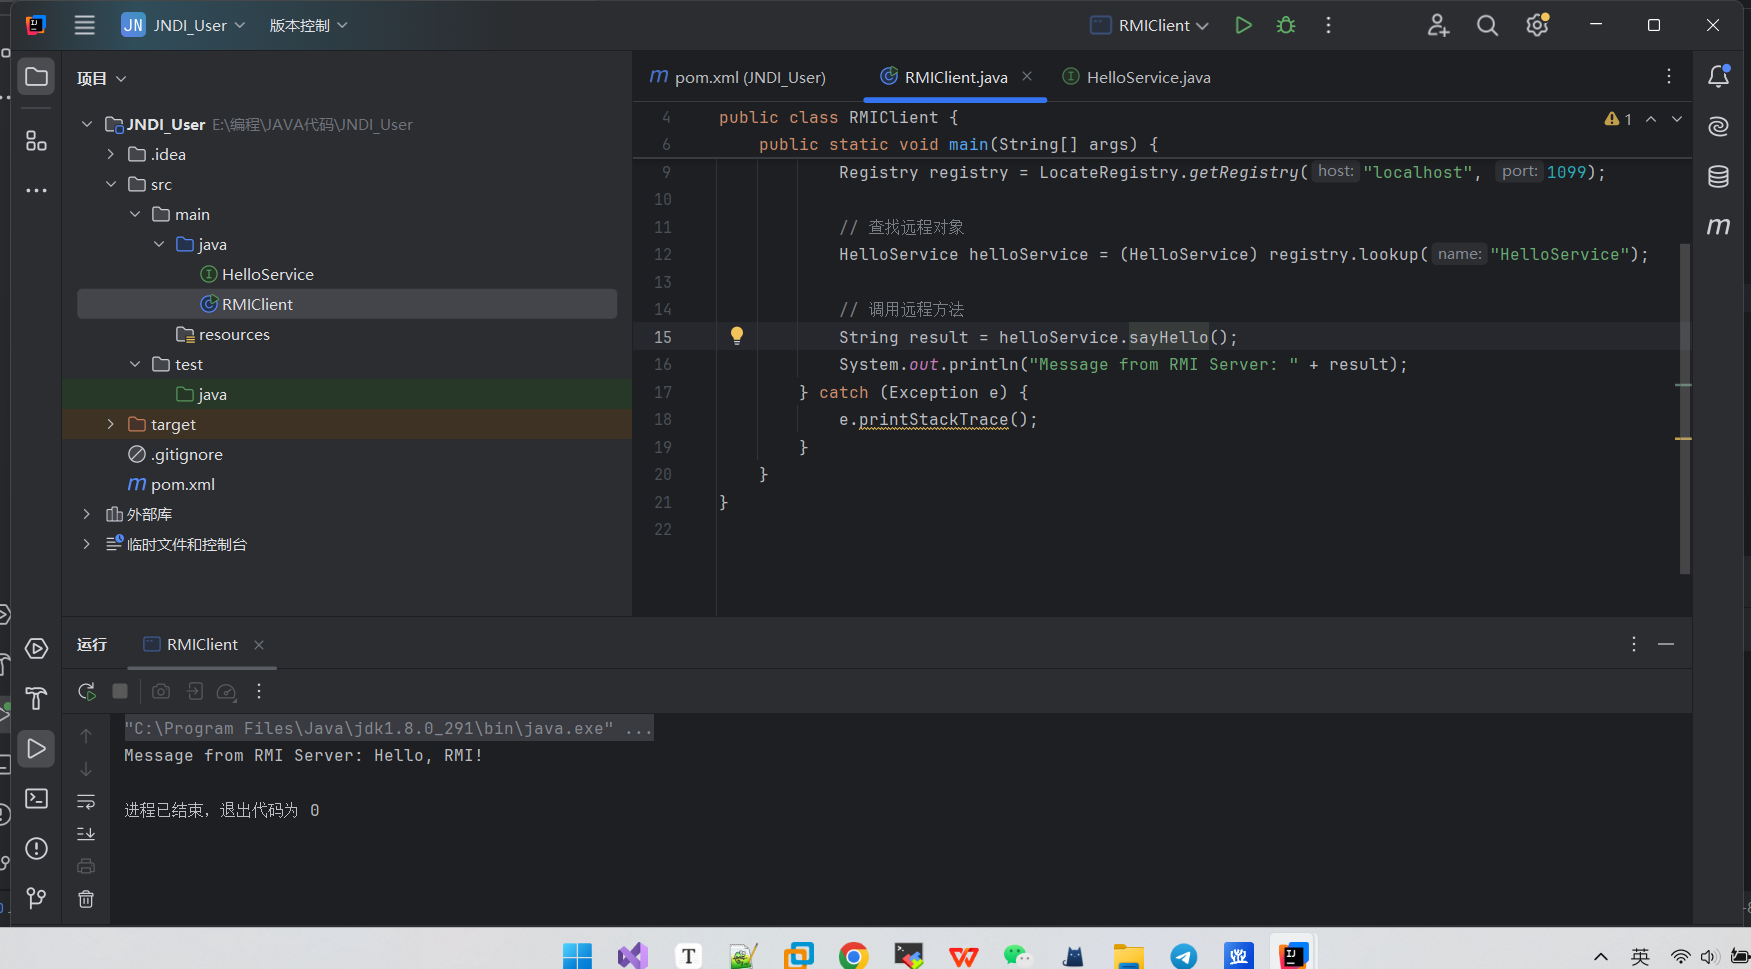 JN JNDI_User 版本控制 RMIClient
项目
JNDI_User E:\编程\JAVA代码\JNDI_User
.idea
src
main
java
HelloService
RMIClient
resources
test
java
target
.gitignore
pom.xml
外部库
临时文件和控制台
pom.xml (JNDI_User) RMIClient.java HelloService.java
4 public class RMIClient {
1
6 public static void main(String[] args) {
9 Registry registry = LocateRegistry.getRegistry( host: "localhost", port: 1099);
10
11 // 查找远程对象
12 HelloService helloService = (HelloService) registry.lookup( name: "HelloService");
13
14 // 调用远程方法
15 String result = helloService.sayHello();
16 System.out.println("Message from RMI Server: " + result);
17 } catch (Exception e) {
18 e.printStackTrace();
19 }
20 }
21 }
22
运行 RMIClient
"C:\Program Files\Java\jdk1.8.0_291\bin\java.exe" ...
Message from RMI Server: Hello, RMI!
进程已结束，退出代码为 0
英